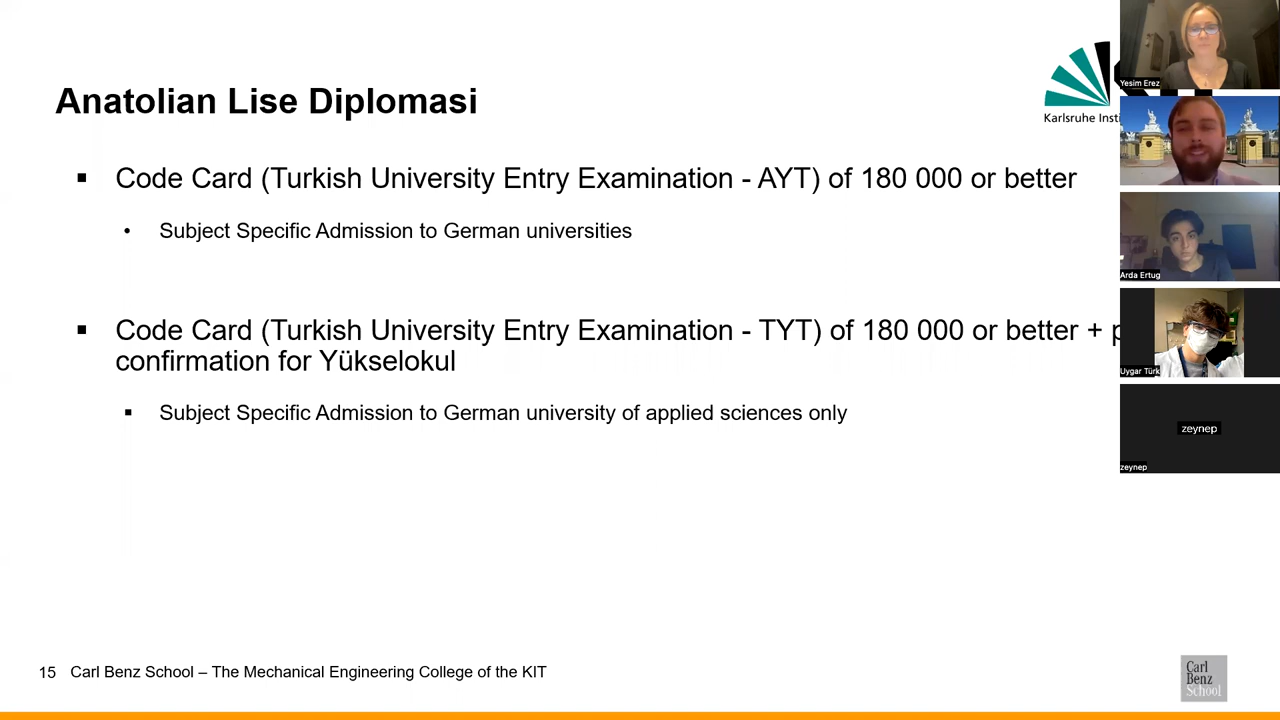 Anatolian Lise Diplomasi
Karlsruhe Insti
Code Card (Turkish University Entry Examination - AYT) of 180 000 or better
Subject Specific Admission to German universities
Code Card (Turkish University Entry Examination - TYT) of 180 000 or better +
confirmation for Yükselokul
Subject Specific Admission to German university of applied sciences only
15 Carl Benz School – The Mechanical Engineering College of the KIT
Carl
Benz
School
Yesim Erez
Arda Ertug
Uygar Türk
zeynep
zeynep